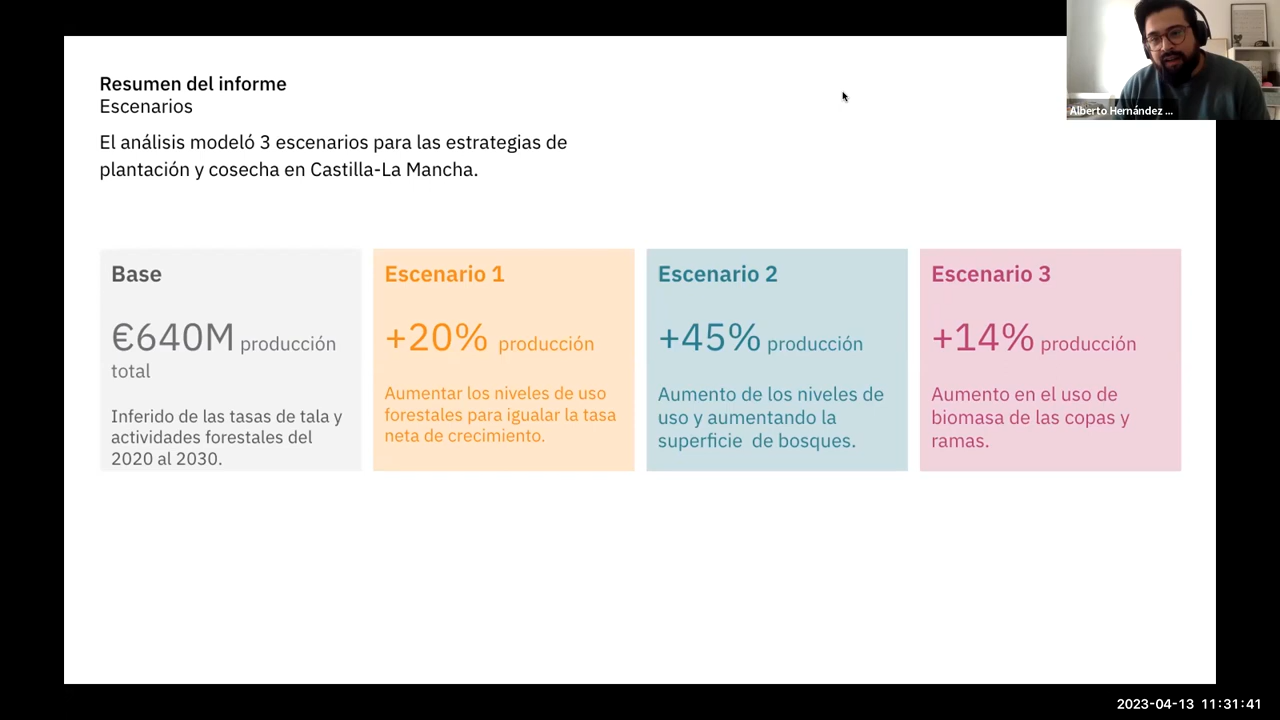 Resumen del informe
Escenarios
El análisis modeló 3 escenarios para las estrategias de
plantación y cosecha en Castilla-La Mancha.
Alberto Hernández ...
Base
€640M producción
total
Inferido de las tasas de tala y
actividades forestales del
2020 al 2030.
Escenario 1
+20% producción
Aumentar los niveles de uso
forestales para igualar la tasa
neta de crecimiento.
Escenario 2
+45% producción
Aumento de los niveles de
uso y aumentando la
superficie de bosques.
Escenario 3
+14% producción
Aumento en el uso de
biomasa de las copas y
ramas.
2023-04-13 11:31:41